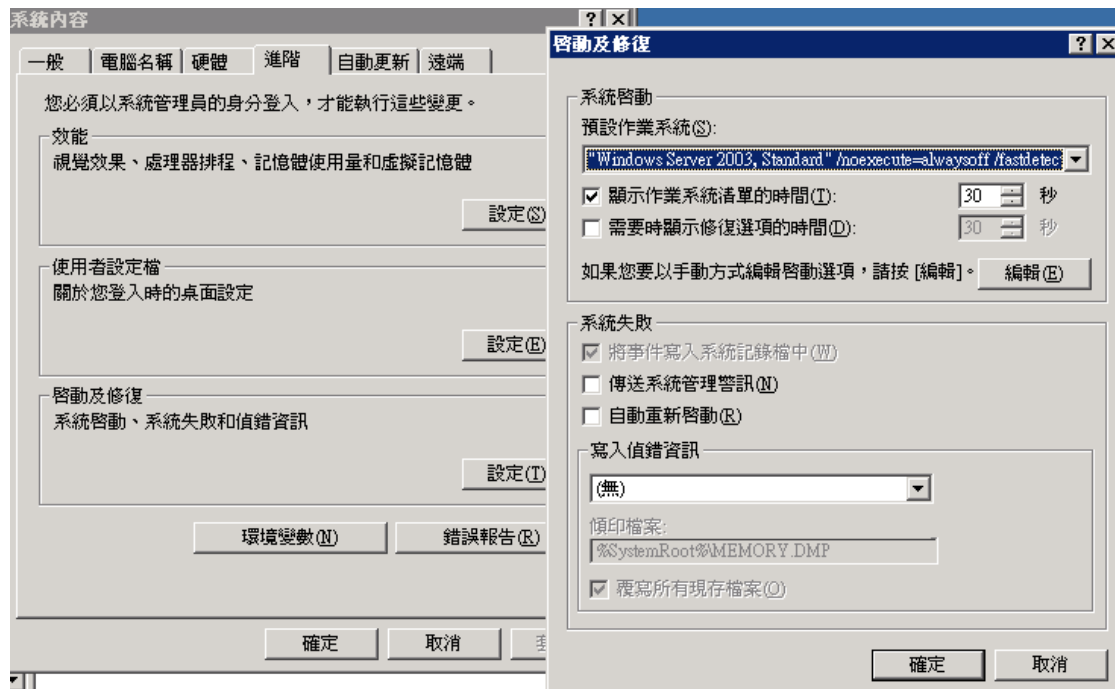 系統內容
一般
電腦名稱
硬體
進階
自動更新
遠端
您必須以系統管理員的身分登入，才能執行這些變更。
效能
視覺效果、處理器排程、記憶體使用量和虛擬記憶體
設定(S)
使用者設定檔
關於您登入時的桌面設定
設定(E)
啓動及修復
系統啓動、系統失敗和偵錯資訊
設定(T)
環境變數(N)
錯誤報告(R)
確定
取消
啓動及修復
系統啓動
預設作業系統(S):
"Windows Server 2003, Standard" /noexecute=alwaysoff /fastdetec
顯示作業系統清單的時間(T):
30
秒
需要時顯示修復選項的時間(D):
30
秒
如果您要以手動方式編輯啓動選項，請按 [編輯]。
編輯(E)
系統失敗
將事件寫入系統記錄檔中(W)
傳送系統管理警訊(N)
自動重新啓動(R)
寫入偵錯資訊
(無)
傾印檔案:
%SystemRoot%\MEMORY.DMP
覆寫所有現存檔案(O)
確定
取消